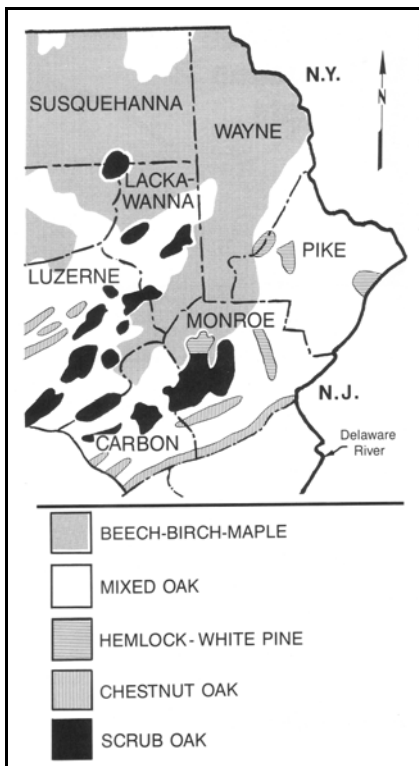 N.Y.
N
SUSQUEHANNA
WAYNE
LACKA-
WANNA
LUZERNE
PIKE
MONROE
N.J.
CARBON
Delaware
River
BEECH-BIRCH-MAPLE
MIXED OAK
HEMLOCK-WHITE PINE
CHESTNUT OAK
SCRUB OAK